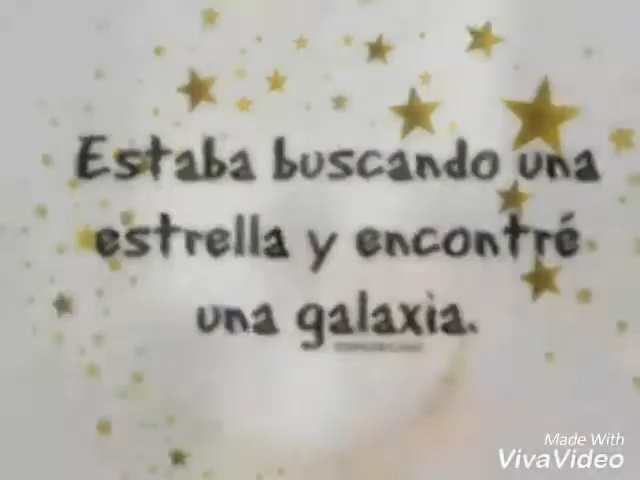 Estaba buscando una
estrella y encontré
una galaxia.
Made With
VivaVideo